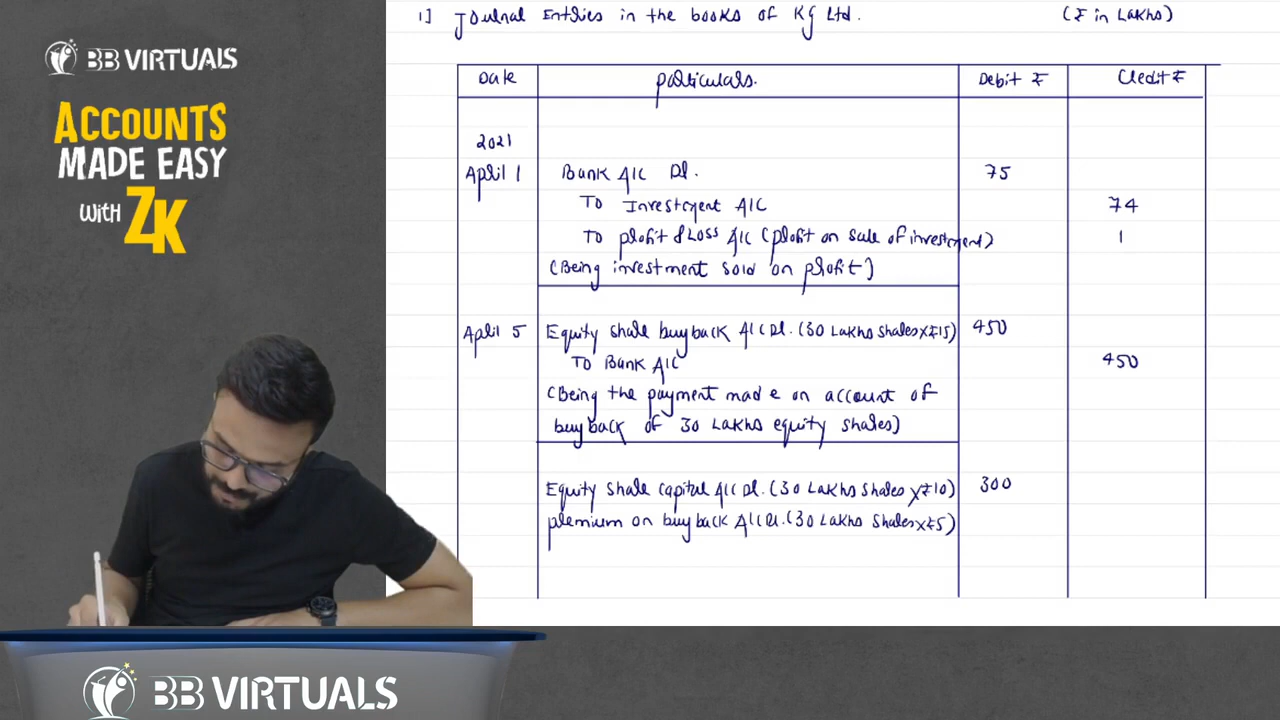 BB VIRTUALS
ACCOUNTS
MADE EASY
WITH ZK
1] Journal Entries in the books of KG Ltd. (₹ in Lakhs)
Date Particulars. Debit ₹ Credit ₹
2021
April 1 Bank A/C Dr. 75
To Investment A/C 74
To profit & Loss A/C (profit on sale of investment) 1
(Being investment sold on profit)
April 5 Equity share buyback A/C Dr. (30 Lakhs shares x ₹15) 450
To Bank A/C 450
(Being the payment made on account of
buyback of 30 Lakhs equity shares)
Equity share capital A/C Dr. (30 Lakhs shares x ₹10) 300
premium on buyback A/C Dr. (30 Lakhs shares x ₹5)
BB VIRTUALS